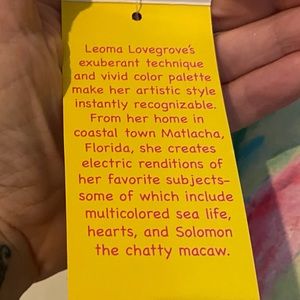 Leoma Lovegrove's
exuberant technique
and vivid color palette
make her artistic style
instantly recognizable.
From her home in
coastal town Matlacha,
Florida, she creates
electric renditions of
her favorite subjects-
some of which include
multicolored sea life,
hearts, and Solomon
the chatty macaw.